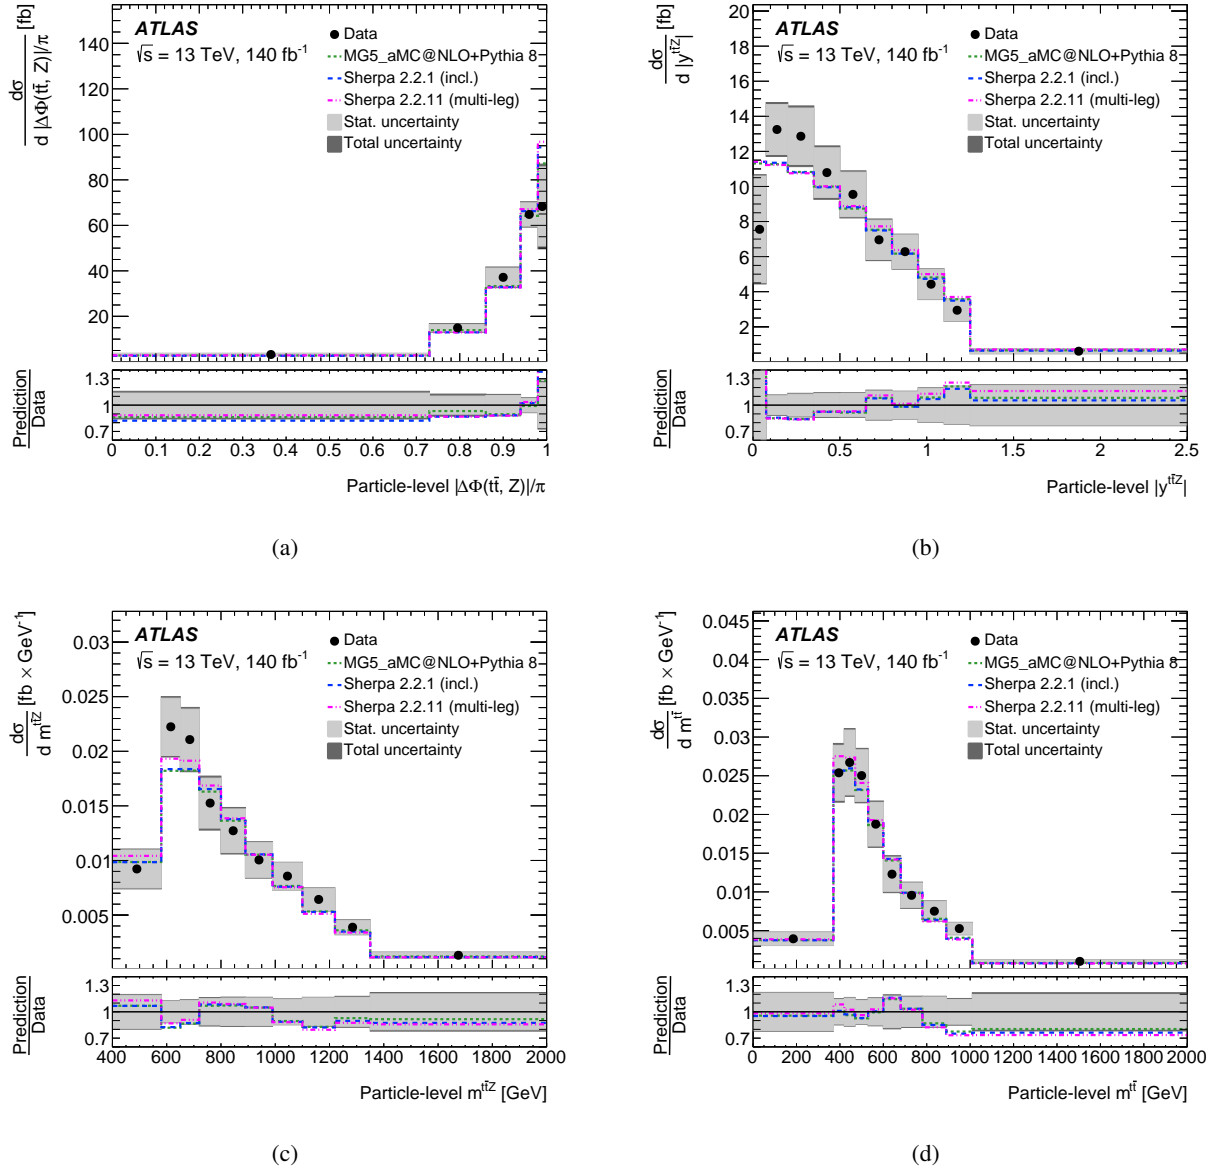 dσ
d |ΔΦ(tt̄, Z)|/π [fb]
ATLAS
√s = 13 TeV, 140 fb⁻¹
Data
MG5_aMC@NLO+Pythia 8
Sherpa 2.2.1 (incl.)
Sherpa 2.2.11 (multi-leg)
Stat. uncertainty
Total uncertainty
140
120
100
80
60
40
20
Prediction
Data
1.3
1
0.7
0 0.1 0.2 0.3 0.4 0.5 0.6 0.7 0.8 0.9 1
Particle-level |ΔΦ(tt̄, Z)|/π
(a)
dσ
d |y^{tt̄Z}| [fb]
ATLAS
√s = 13 TeV, 140 fb⁻¹
Data
MG5_aMC@NLO+Pythia 8
Sherpa 2.2.1 (incl.)
Sherpa 2.2.11 (multi-leg)
Stat. uncertainty
Total uncertainty
20
18
16
14
12
10
8
6
4
2
Prediction
Data
1.3
1
0.7
0 0.5 1 1.5 2 2.5
Particle-level |y^{tt̄Z}|
(b)
dσ
d m^{tt̄Z} [fb × GeV⁻¹]
ATLAS
√s = 13 TeV, 140 fb⁻¹
Data
MG5_aMC@NLO+Pythia 8
Sherpa 2.2.1 (incl.)
Sherpa 2.2.11 (multi-leg)
Stat. uncertainty
Total uncertainty
0.03
0.025
0.02
0.015
0.01
0.005
Prediction
Data
1.3
1
0.7
400 600 800 1000 1200 1400 1600 1800 2000
Particle-level m^{tt̄Z} [GeV]
(c)
dσ
d m^{tt̄} [fb × GeV⁻¹]
ATLAS
√s = 13 TeV, 140 fb⁻¹
Data
MG5_aMC@NLO+Pythia 8
Sherpa 2.2.1 (incl.)
Sherpa 2.2.11 (multi-leg)
Stat. uncertainty
Total uncertainty
0.045
0.04
0.035
0.03
0.025
0.02
0.015
0.01
0.005
Prediction
Data
1.3
1
0.7
0 200 400 600 800 1000 1200 1400 1600 1800 2000
Particle-level m^{tt̄} [GeV]
(d)